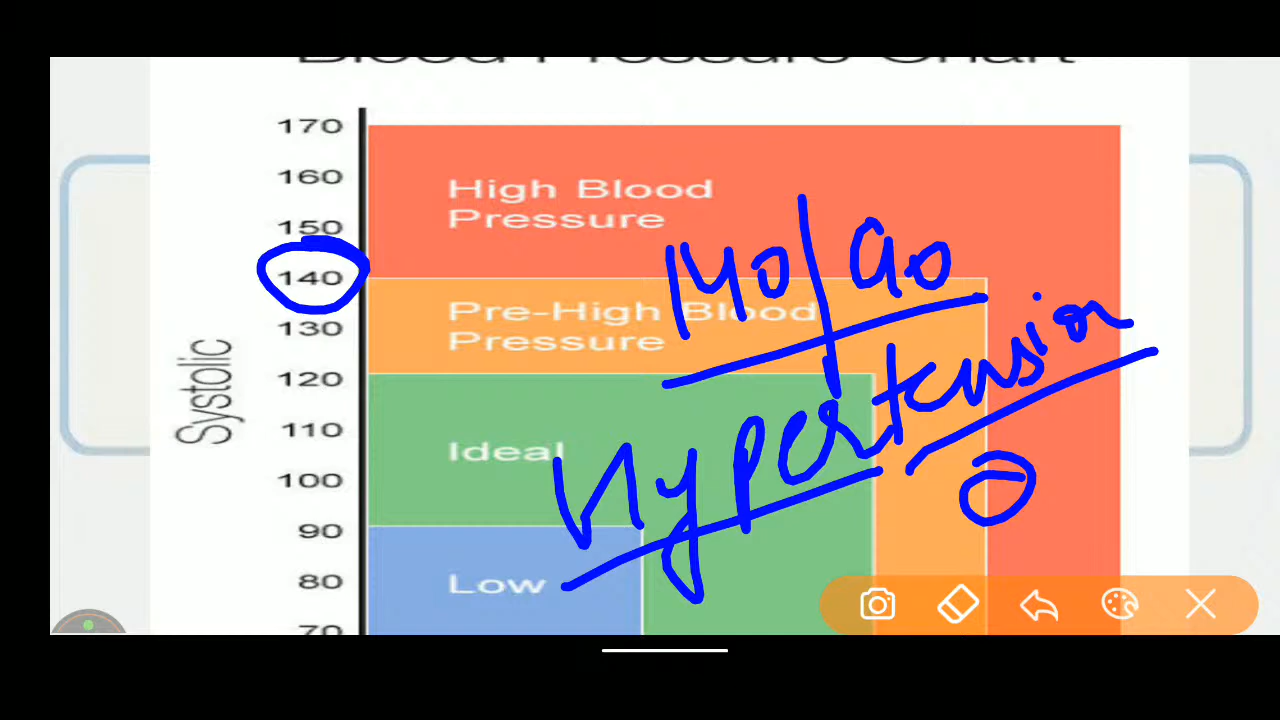 Blood Pressure Chart
170
160
High Blood
Pressure
150
140
140/90
130
Pre-High Blood
Pressure
120
Hypertension
110
Ideal
100
90
80
Low
70
Systolic